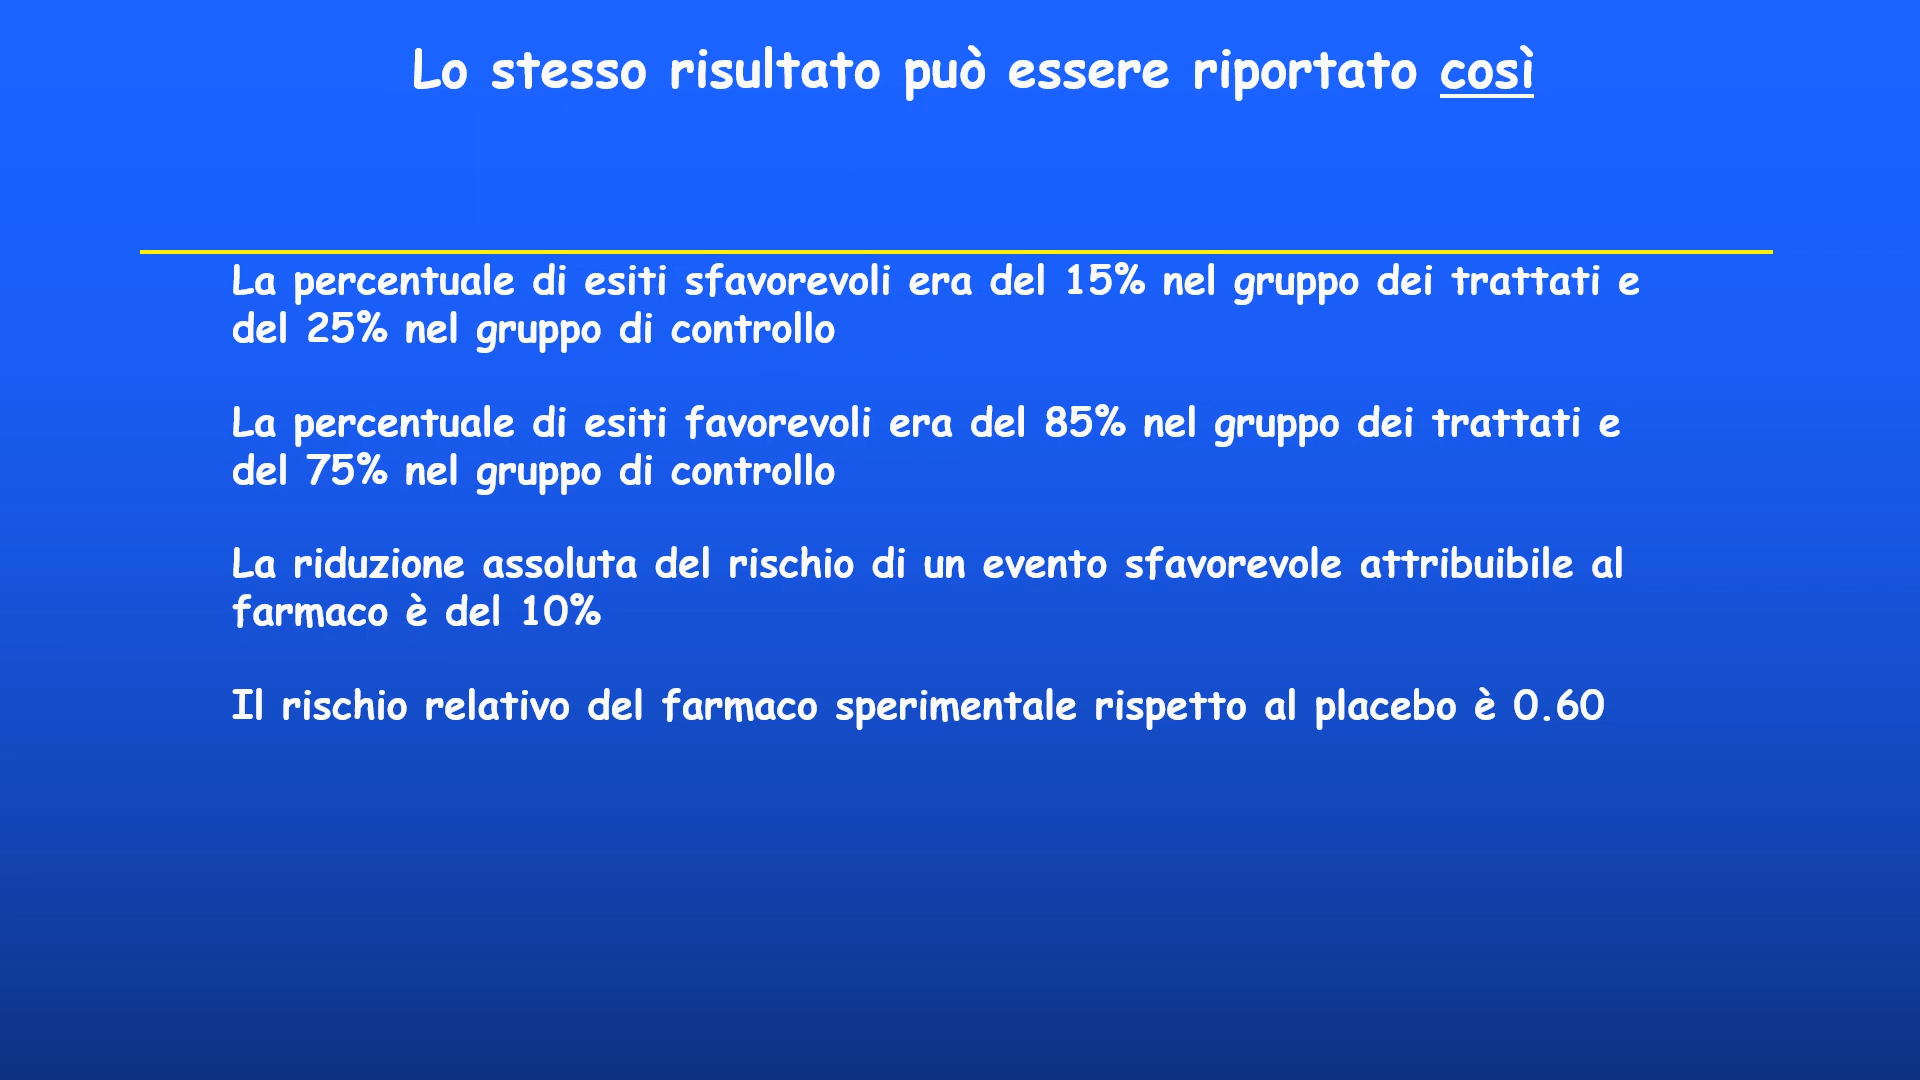 Lo stesso risultato può essere riportato così
La percentuale di esiti sfavorevoli era del 15% nel gruppo dei trattati e
del 25% nel gruppo di controllo
La percentuale di esiti favorevoli era del 85% nel gruppo dei trattati e
del 75% nel gruppo di controllo
La riduzione assoluta del rischio di un evento sfavorevole attribuibile al
farmaco è del 10%
Il rischio relativo del farmaco sperimentale rispetto al placebo è 0.60